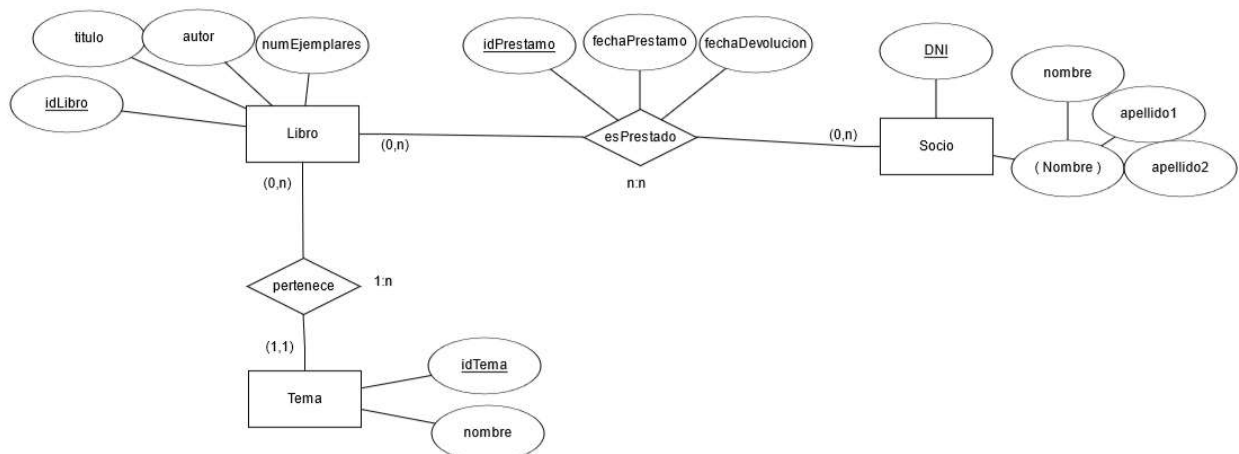 titulo
autor
numEjemplares
idLibro
Libro
(0,n)
(0,n)
idPrestamo
fechaPrestamo
fechaDevolucion
esPrestado
n:n
(0,n)
DNI
Socio
nombre
apellido1
( Nombre )
apellido2
pertenece
1:n
(1,1)
Tema
idTema
nombre